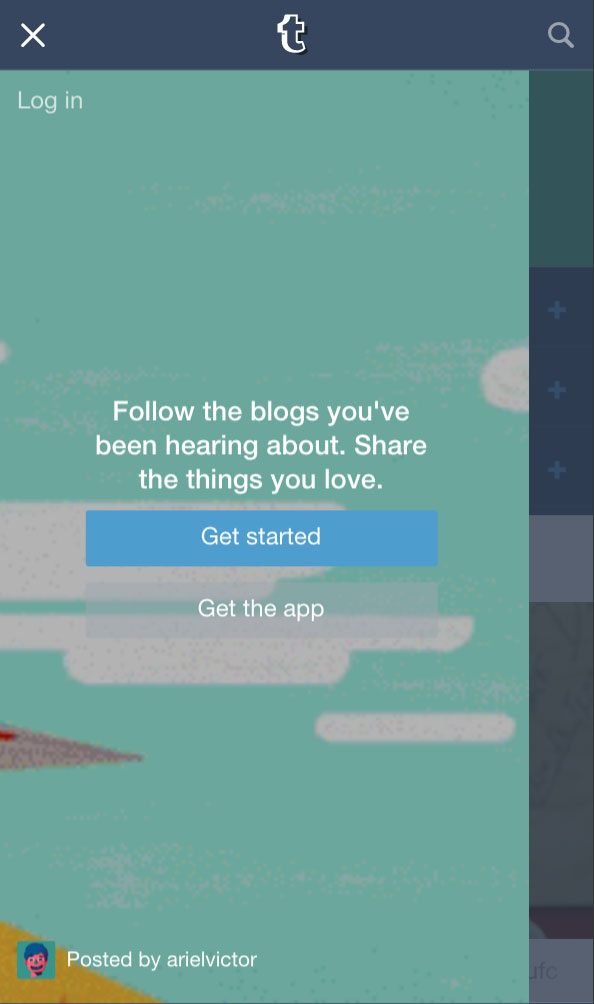 t
Log in
Follow the blogs you've
been hearing about. Share
the things you love.
Get started
Get the app
Posted by arielvictor
ufc